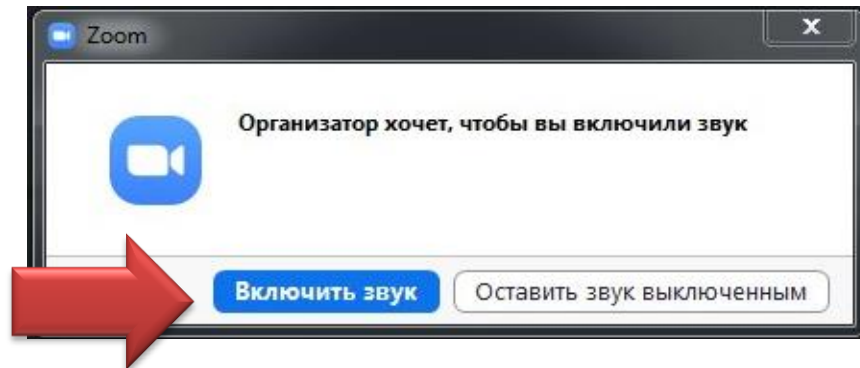 Zoom
Организатор хочет, чтобы вы включили звук
Включить звук Оставить звук выключенным